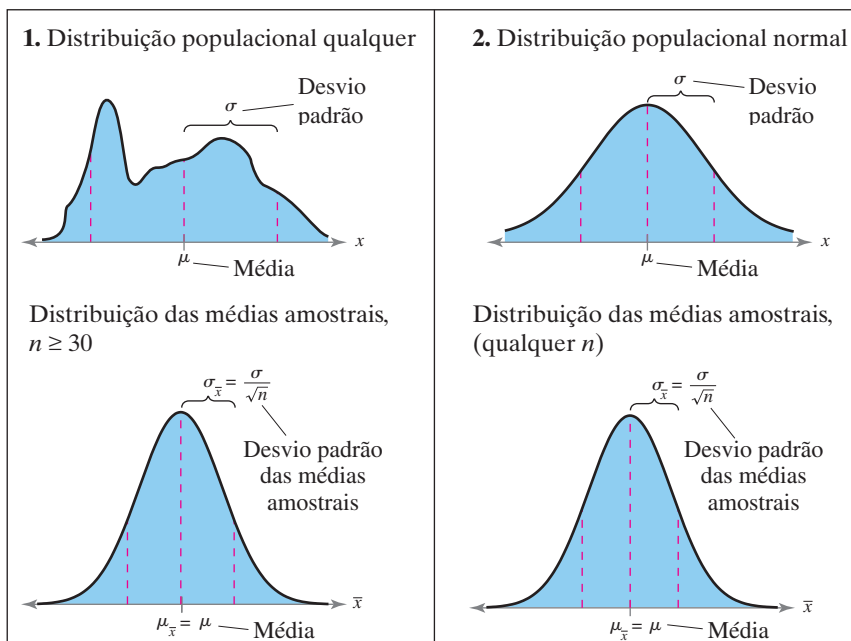 1. Distribuição populacional qualquer
σ
Desvio
padrão
x
μ
Média
Distribuição das médias amostrais,
n ≥ 30
σx̅ = σ/√n
Desvio padrão
das médias
amostrais
x̅
μx̅ = μ
Média
2. Distribuição populacional normal
σ
Desvio
padrão
x
μ
Média
Distribuição das médias amostrais,
(qualquer n)
σx̅ = σ/√n
Desvio padrão
das médias
amostrais
x̅
μx̅ = μ
Média